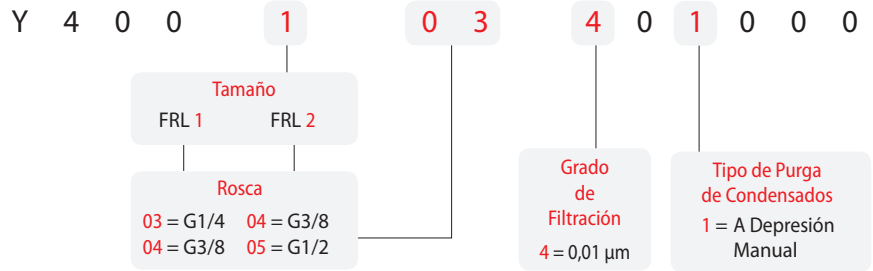 Y 4 0 0 1 0 3 4 0 1 0 0 0
Tamaño
FRL 1 FRL 2
Rosca
03 = G1/4 04 = G3/8
04 = G3/8 05 = G1/2
Grado
de
Filtración
4 = 0,01 µm
Tipo de Purga
de Condensados
1 = A Depresión
Manual